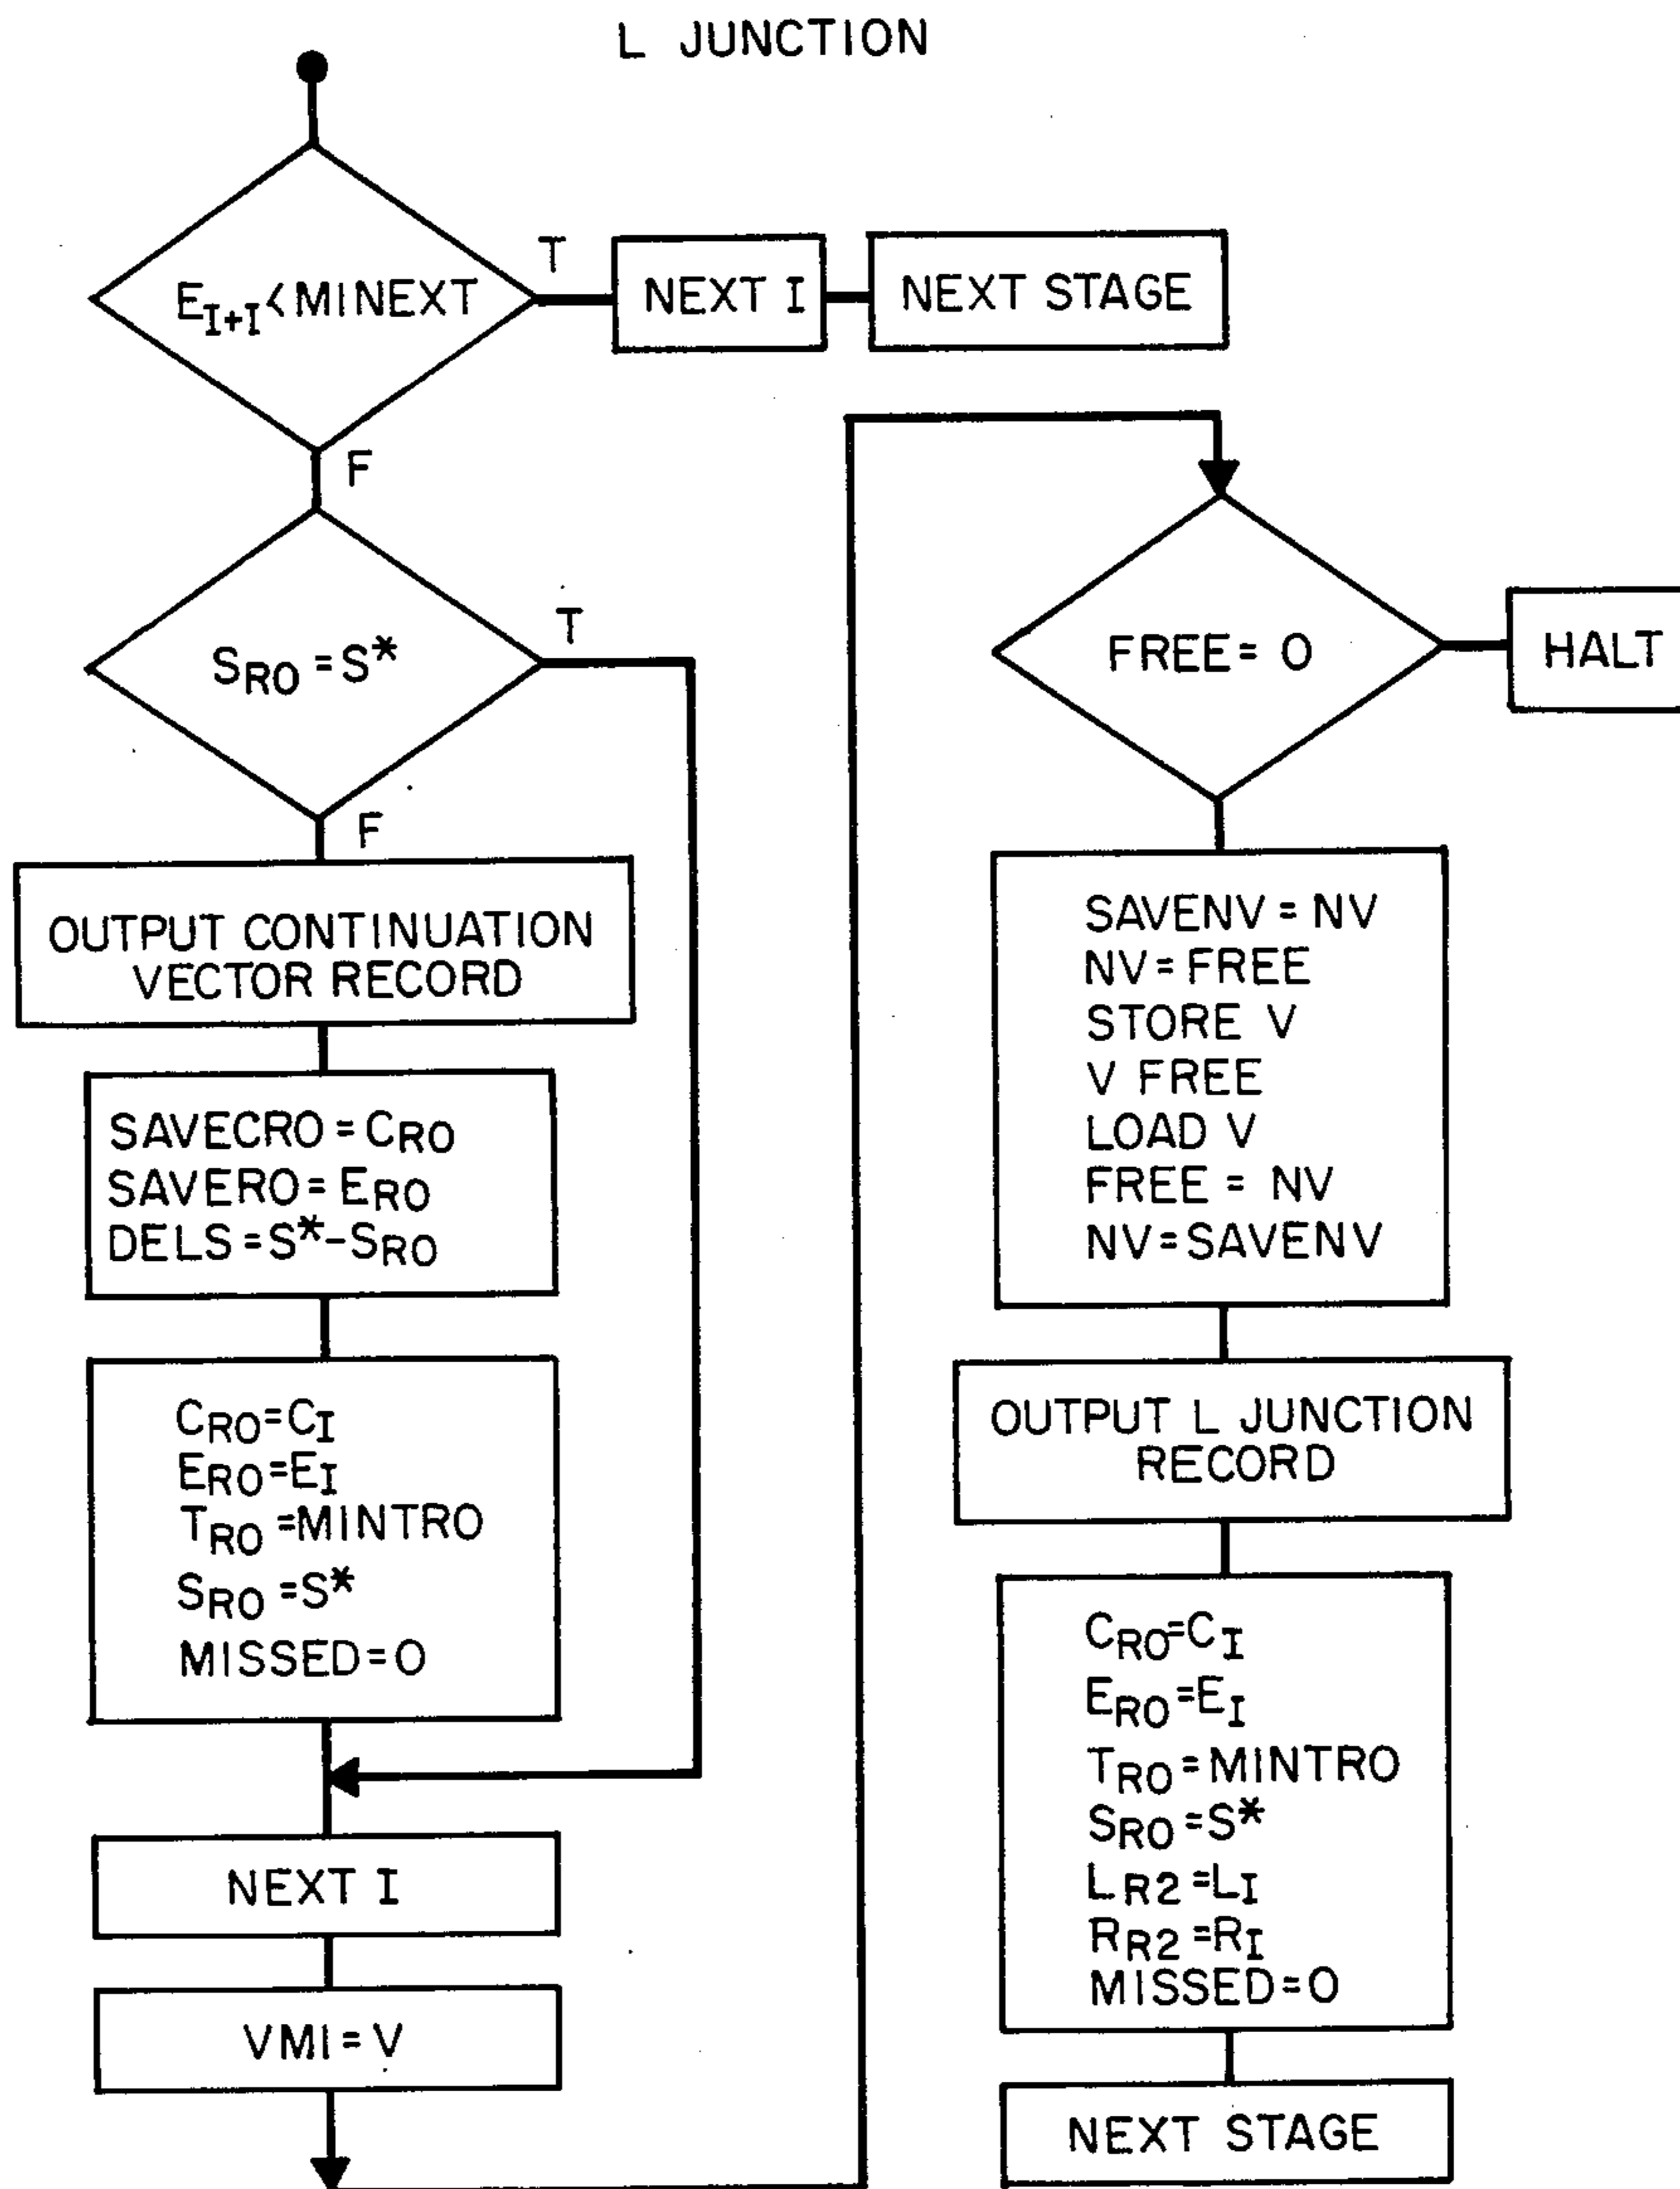 L JUNCTION
E_{I+I} < MINEXT
T
NEXT I
NEXT STAGE
F
S_{RO} = S*
T
F
OUTPUT CONTINUATION
VECTOR RECORD
SAVECRO = C_{RO}
SAVERO = E_{RO}
DELS = S*-S_{RO}
C_{RO}=C_I
E_{RO}=E_I
T_{RO}=MINTRO
S_{RO}=S*
MISSED=0
NEXT I
VMI=V
FREE= 0
HALT
SAVENV = NV
NV = FREE
STORE V
V FREE
LOAD V
FREE = NV
NV=SAVENV
OUTPUT L JUNCTION
RECORD
C_{RO}=C_I
E_{RO}=E_I
T_{RO}=MINTRO
S_{RO}=S*
L_{R2}=L_I
R_{R2}=R_I
MISSED=0
NEXT STAGE